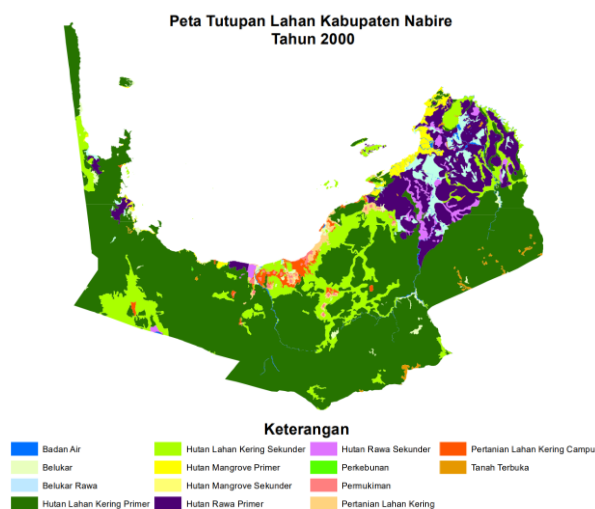 Peta Tutupan Lahan Kabupaten Nabire
Tahun 2000
Keterangan
Badan Air
Belukar
Belukar Rawa
Hutan Lahan Kering Primer
Hutan Lahan Kering Sekunder
Hutan Mangrove Primer
Hutan Mangrove Sekunder
Hutan Rawa Primer
Hutan Rawa Sekunder
Perkebunan
Permukiman
Pertanian Lahan Kering
Pertanian Lahan Kering Campu
Tanah Terbuka